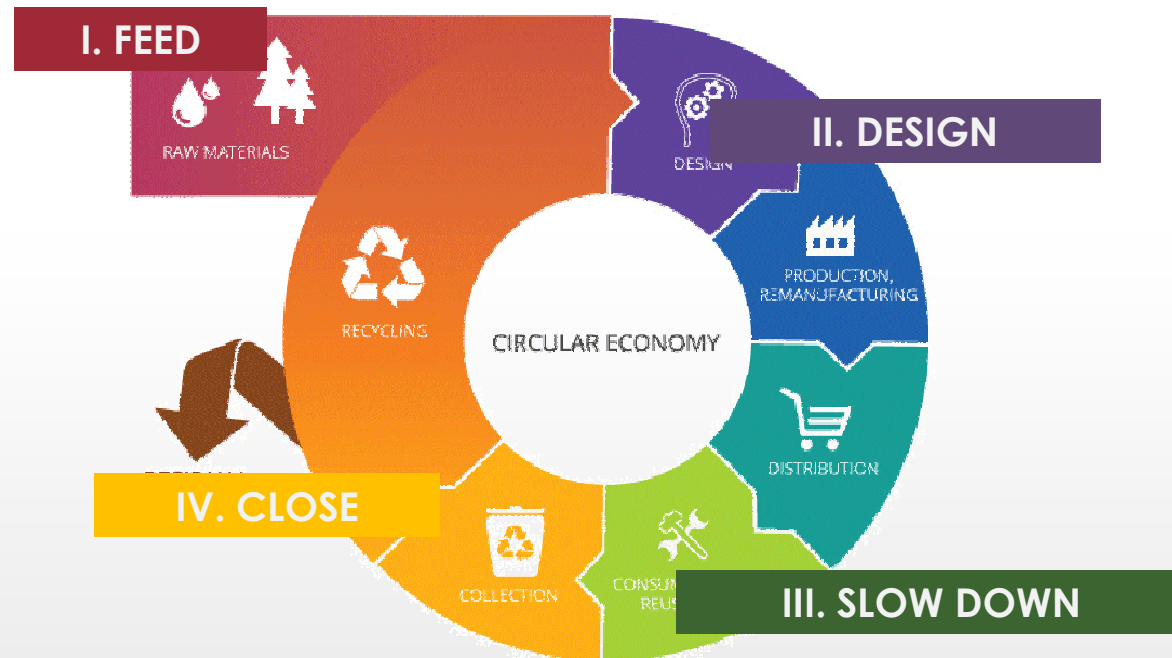 I. FEED
RAW MATERIALS
DESIGN
II. DESIGN
PRODUCTION,
REMANUFACTURING
RECYCLING
CIRCULAR ECONOMY
DISTRIBUTION
IV. CLOSE
COLLECTION
III. SLOW DOWN